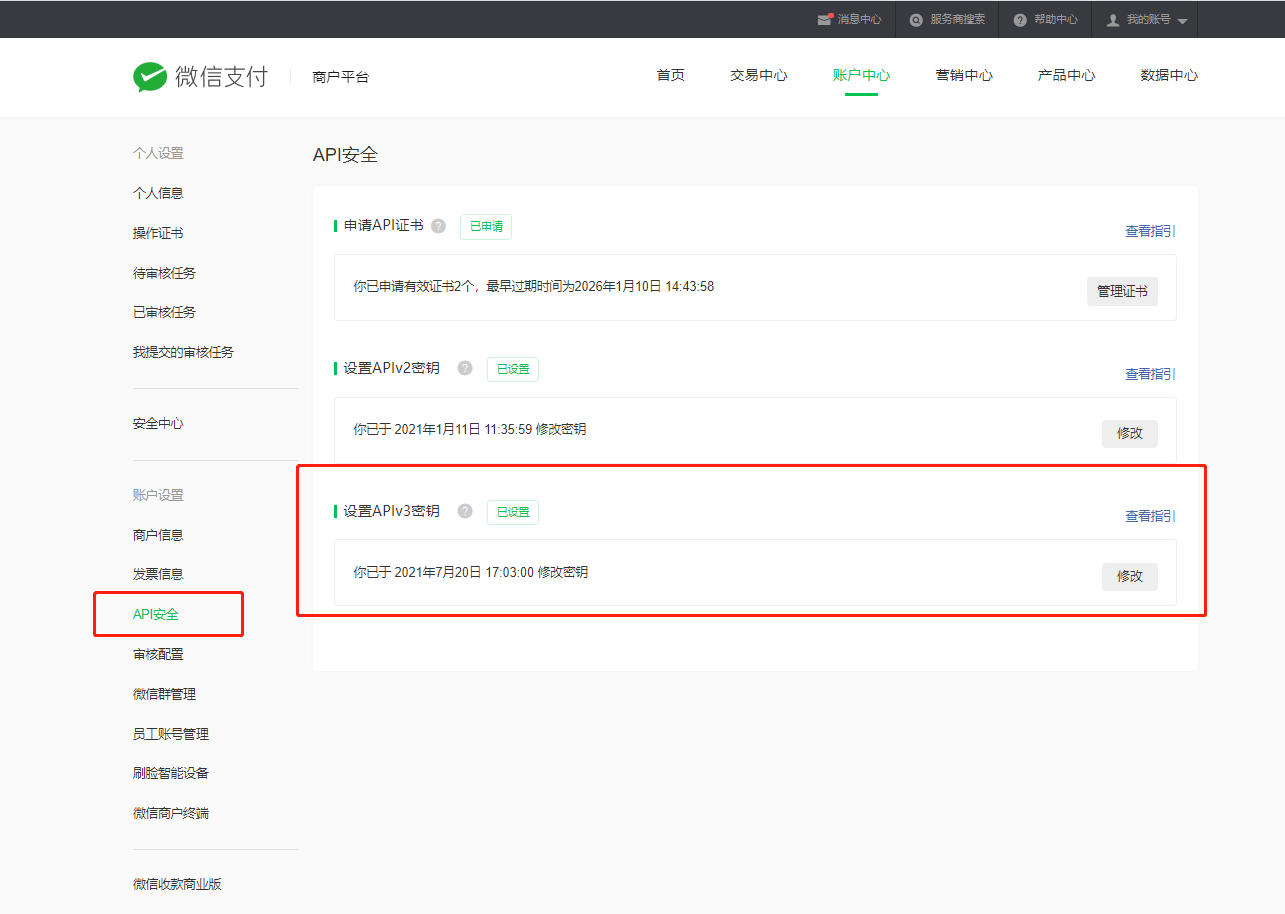 消息中心
服务商搜索
帮助中心
我的账号
微信支付
商户平台
首页
交易中心
账户中心
营销中心
产品中心
数据中心
个人设置
个人信息
操作证书
待审核任务
已审核任务
我提交的审核任务
安全中心
账户设置
商户信息
发票信息
API安全
审核配置
微信群管理
员工账号管理
刷脸智能设备
微信商户终端
微信收款商业版
API安全
申请API证书 ? 已申请
查看指引
你已申请有效证书2个，最早过期时间为2026年1月10日 14:43:58
管理证书
设置APIv2密钥 ? 已设置
查看指引
你已于 2021年1月11日 11:35:59 修改密钥
修改
设置APIv3密钥 ? 已设置
查看指引
你已于 2021年7月20日 17:03:00 修改密钥
修改